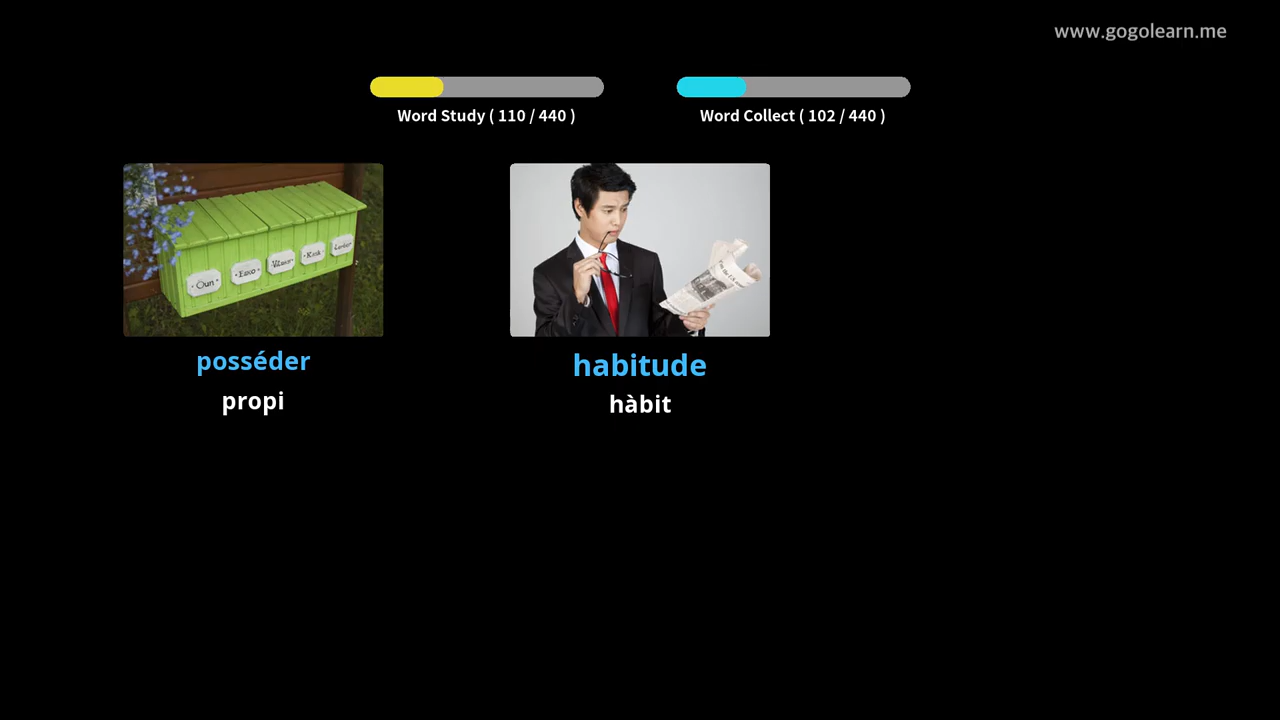 www.gogolearn.me
Word Study ( 110 / 440 )
Word Collect ( 102 / 440 )
posséder
propi
habitude
hàbit